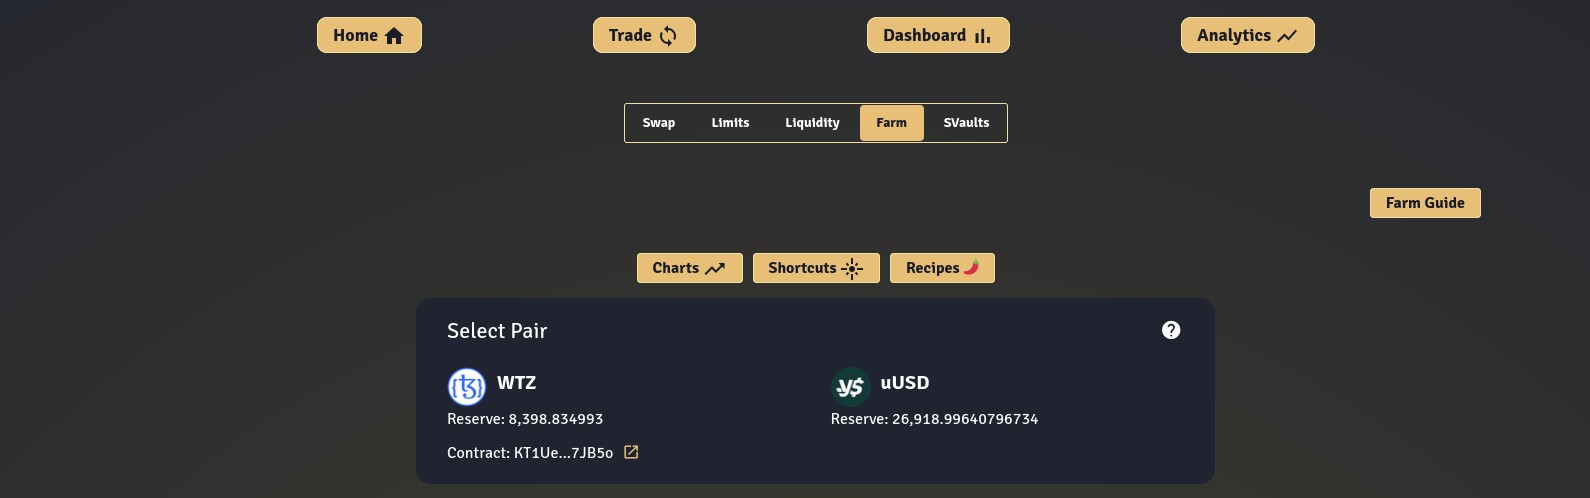 Home
Trade
Dashboard
Analytics
Swap
Limits
Liquidity
Farm
SVaults
Farm Guide
Charts
Shortcuts
Recipes
Select Pair
WTZ
uUSD
Reserve: 8,398.834993
Reserve: 26,918.99640796734
Contract: KT1Ue...7JB5o